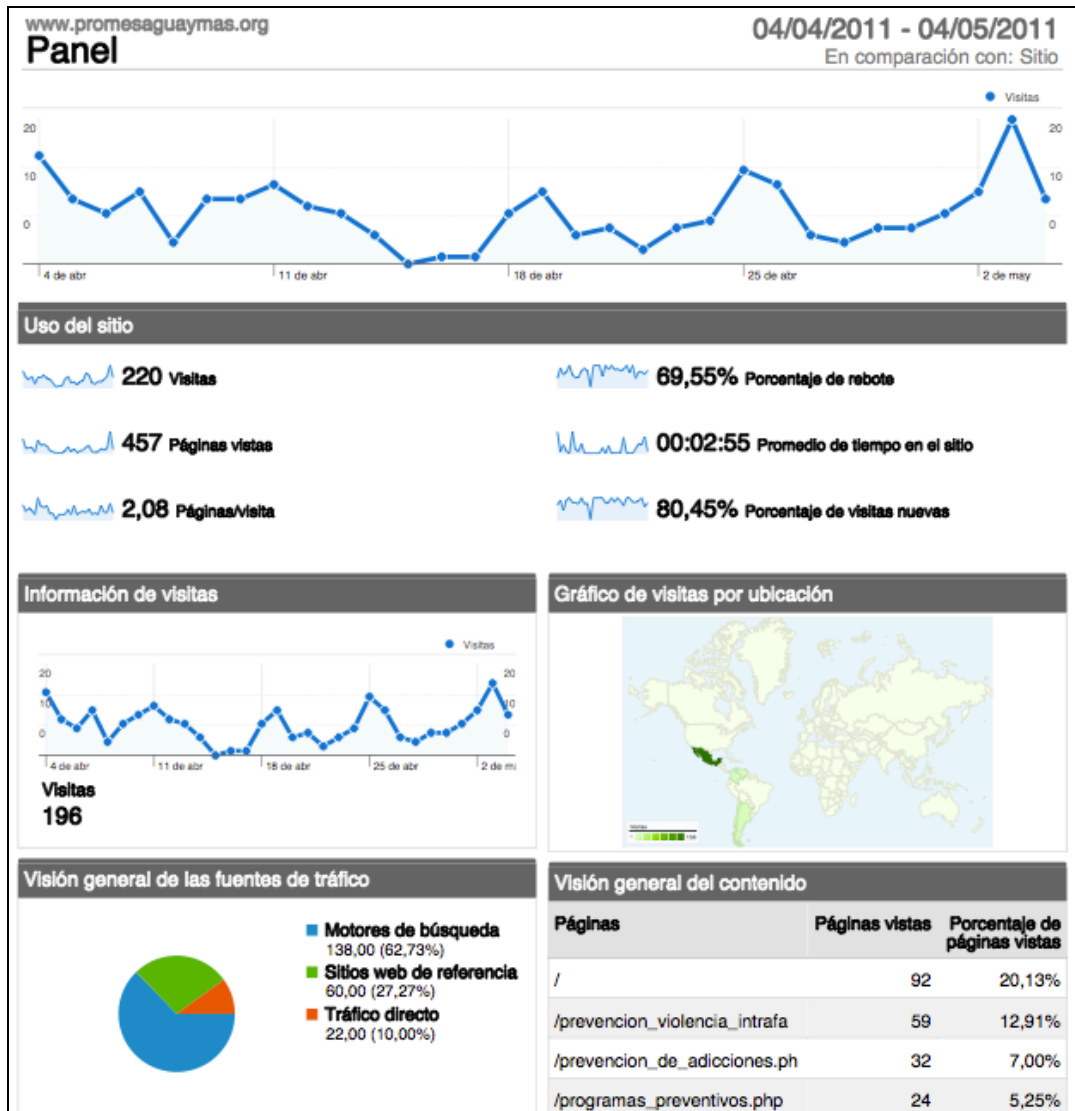 www.promesaguaymas.org
Panel
04/04/2011 - 04/05/2011
En comparación con: Sitio
Visitas
20
10
0
20
10
0
4 de abr
11 de abr
18 de abr
25 de abr
2 de may
Uso del sitio
220 Visitas
69,55% Porcentaje de rebote
457 Páginas vistas
00:02:55 Promedio de tiempo en el sitio
2,08 Páginas/visita
80,45% Porcentaje de visitas nuevas
Información de visitas
Visitas
20
10
0
20
10
0
4 de abr
11 de abr
18 de abr
25 de abr
2 de m
Visitas
196
Gráfico de visitas por ubicación
Visión general de las fuentes de tráfico
Motores de búsqueda
138,00 (62,73%)
Sitios web de referencia
60,00 (27,27%)
Tráfico directo
22,00 (10,00%)
Visión general del contenido
Páginas Páginas vistas Porcentaje de páginas vistas
/ 92 20,13%
/prevencion_violencia_intrafa 59 12,91%
/prevencion_de_adicciones.ph 32 7,00%
/programas_preventivos.php 24 5,25%